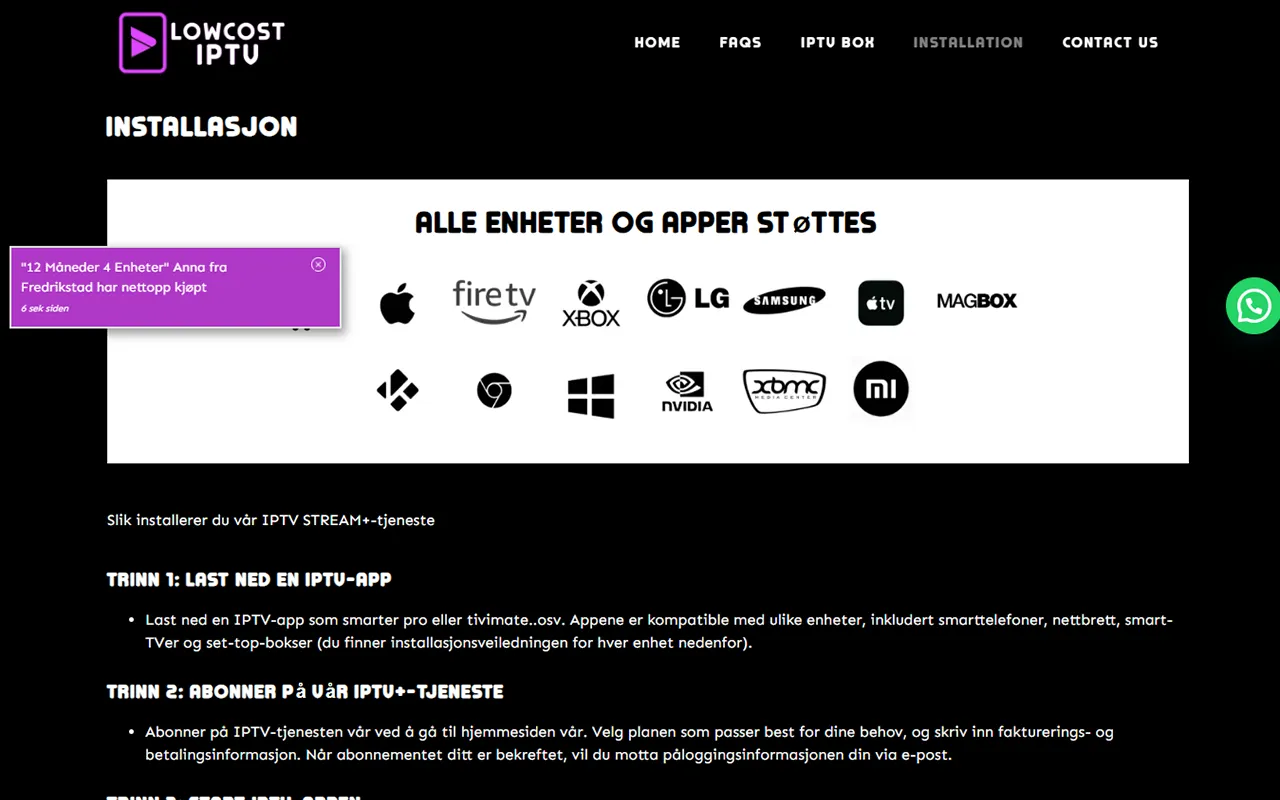 LOWCOST
IPTV
HOME FAQS IPTV BOX INSTALLATION CONTACT US
INSTALLASJON
ALLE ENHETER OG APPER STØTTES
"12 Måneder 4 Enheter" Anna fra
Fredrikstad har nettopp kjøpt
6 sek siden
fire tv
XBOX
LG
SAMSUNG
tv
MAGBOX
NVIDIA
xbmc
MEDIA CENTER
MI
Slik installerer du vår IPTV STREAM+-tjeneste
TRINN 1: LAST NED EN IPTV-APP
• Last ned en IPTV-app som smarter pro eller tivimate..osv. Appene er kompatible med ulike enheter, inkludert smarttelefoner, nettbrett, smart-
TVer og set-top-bokser (du finner installasjonsveiledningen for hver enhet nedenfor).
TRINN 2: ABONNER På VåR IPTV+-TJENESTE
• Abonner på IPTV-tjenesten vår ved å gå til hjemmesiden vår. Velg planen som passer best for dine behov, og skriv inn fakturerings- og
betalingsinformasjon. Når abonnementet ditt er bekreftet, vil du motta påloggingsinformasjonen din via e-post.